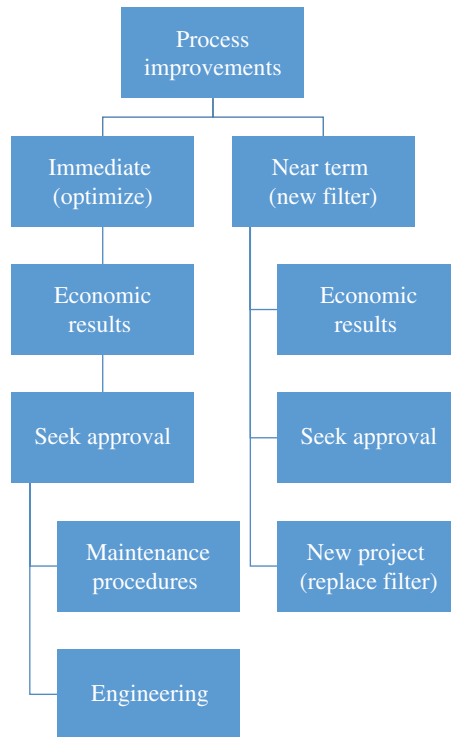 Process
improvements
Immediate
(optimize)
Near term
(new filter)
Economic
results
Economic
results
Seek approval
Seek approval
Maintenance
procedures
New project
(replace filter)
Engineering